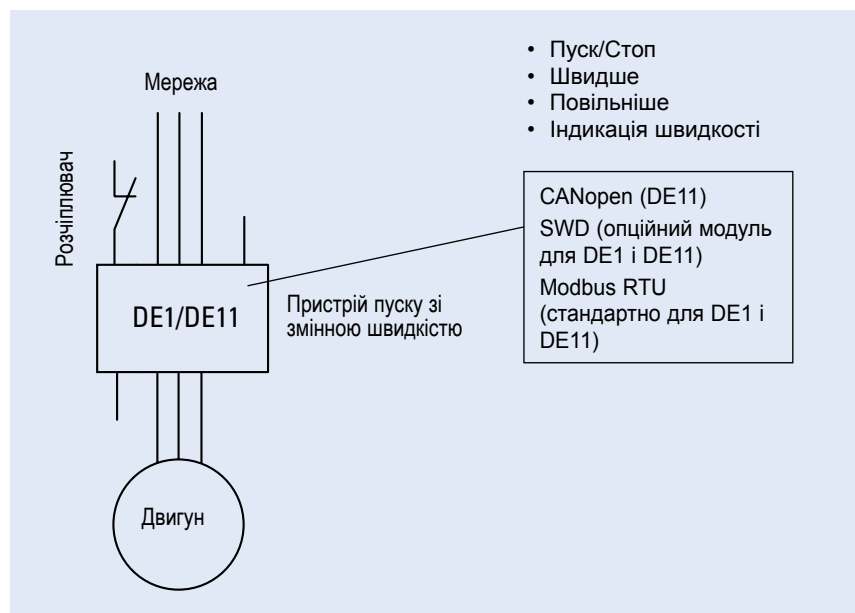 • Пуск/Стоп
• Швидше
• Повільніше
• Індикація швидкості
Мережа
Розчіплювач
CANopen (DE11)
SWD (опційний модуль
для DE1 і DE11)
Modbus RTU
(стандартно для DE1 і
DE11)
DE1/DE11
Пристрій пуску зі
змінною швидкістю
Двигун